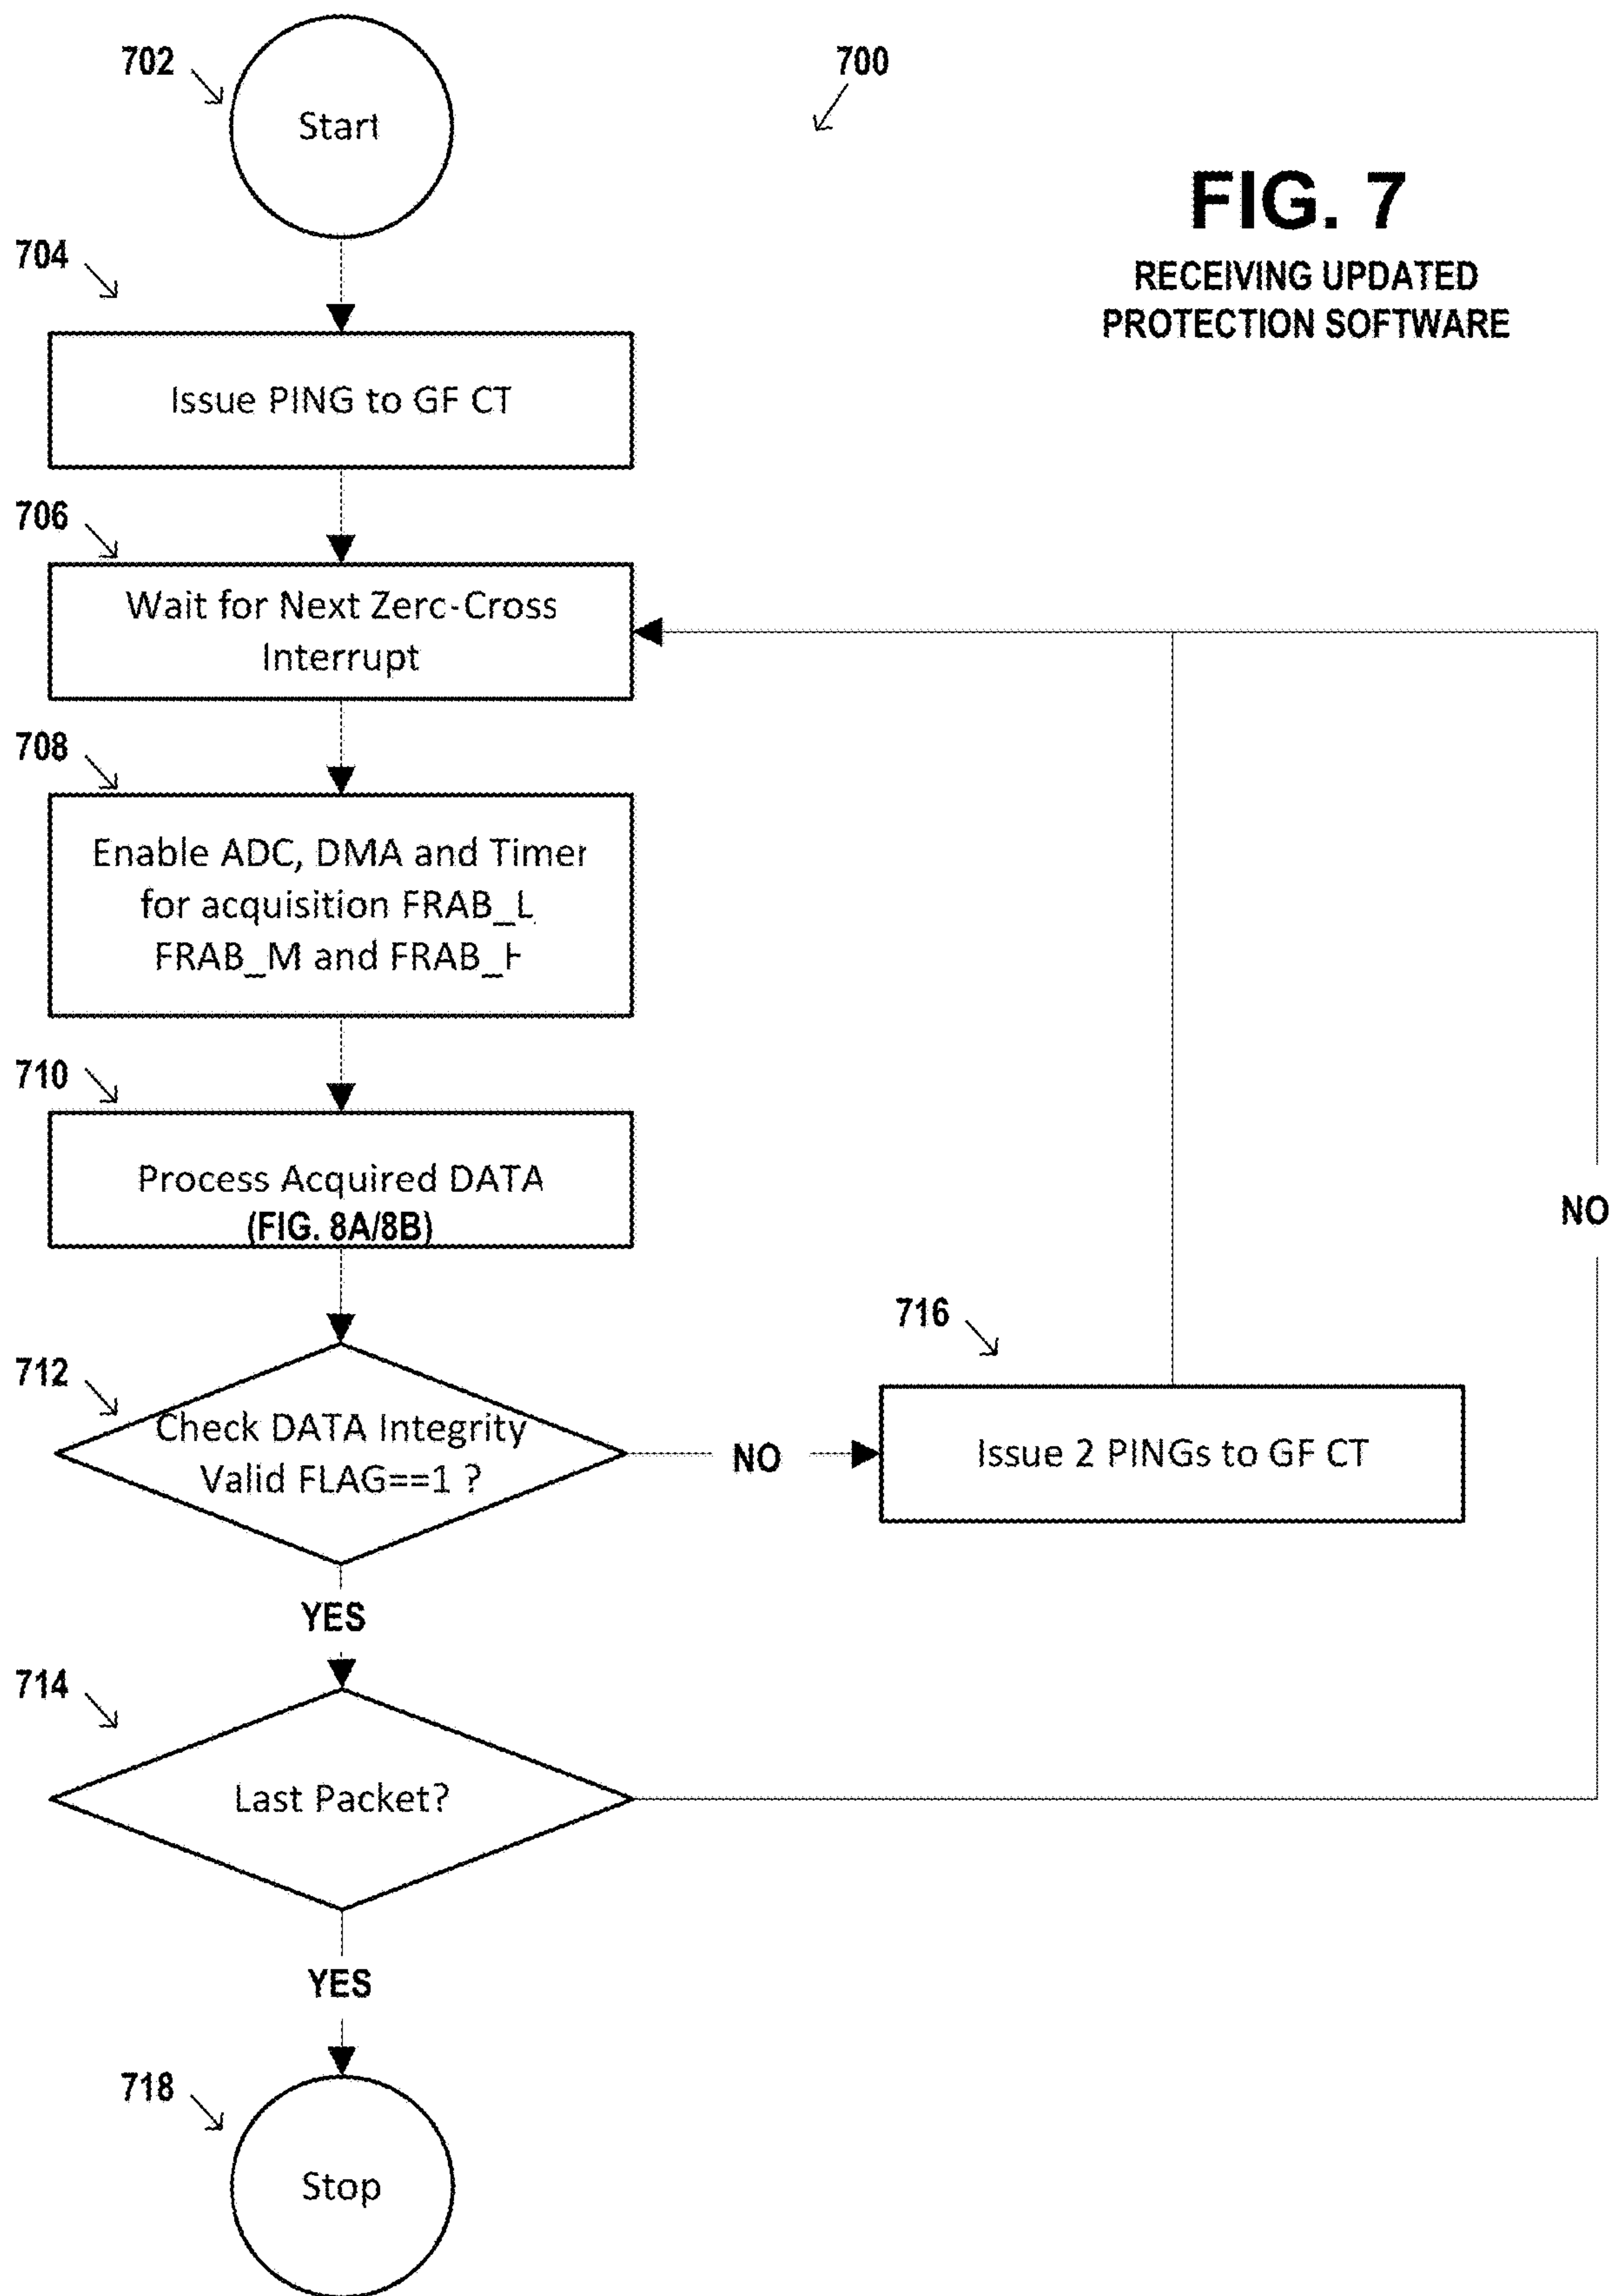 702
700
Start
FIG. 7
RECEIVING UPDATED
PROTECTION SOFTWARE
704
Issue PING to GF CT
706
Wait for Next Zerc-Cross
Interrupt
708
Enable ADC, DMA and Timer
for acquisition FRAB_L
FRAB_M and FRAB_H
710
Process Acquired DATA
(FIG. 8A/8B)
NO
716
712
Check DATA Integrity
Valid FLAG==1 ?
NO
Issue 2 PINGs to GF CT
YES
714
Last Packet?
YES
718
Stop